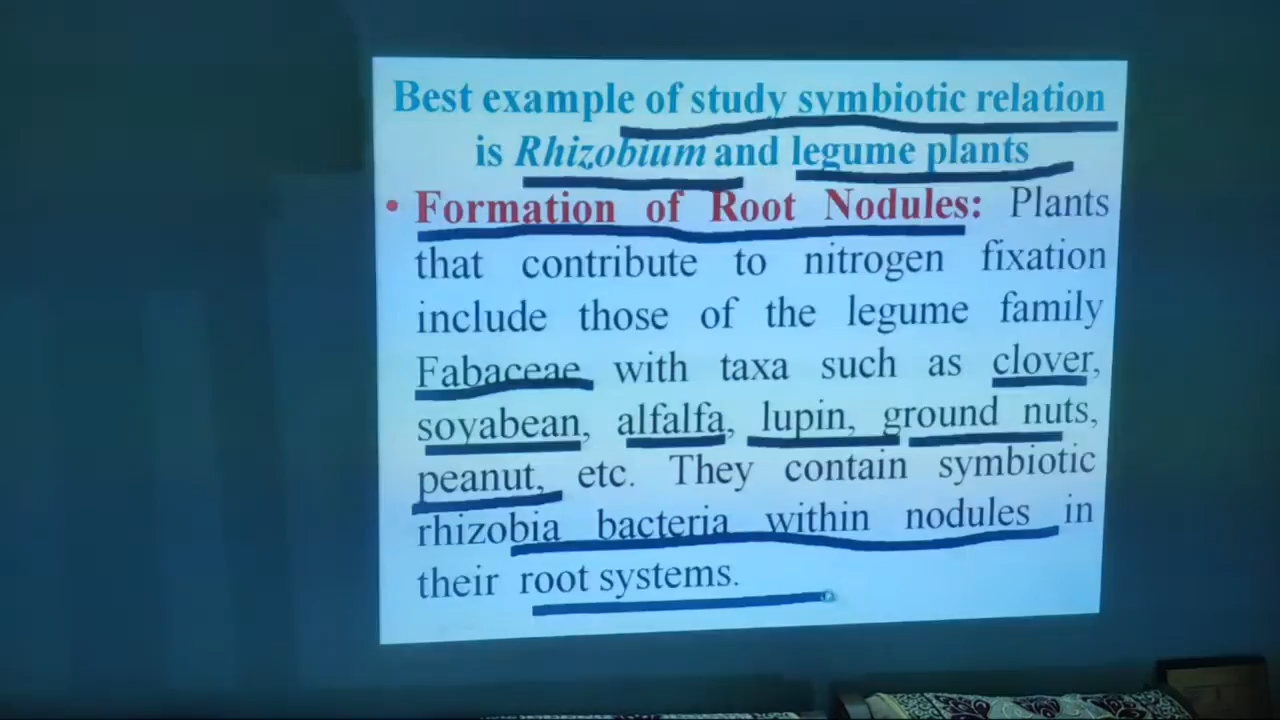 Best example of study symbiotic relation
is Rhizobium and legume plants
• Formation of Root Nodules: Plants
that contribute to nitrogen fixation
include those of the legume family
Fabaceae with taxa such as clover,
soyabean, alfalfa, lupin, ground nuts,
peanut, etc. They contain symbiotic
rhizobia bacteria within nodules in
their root systems.